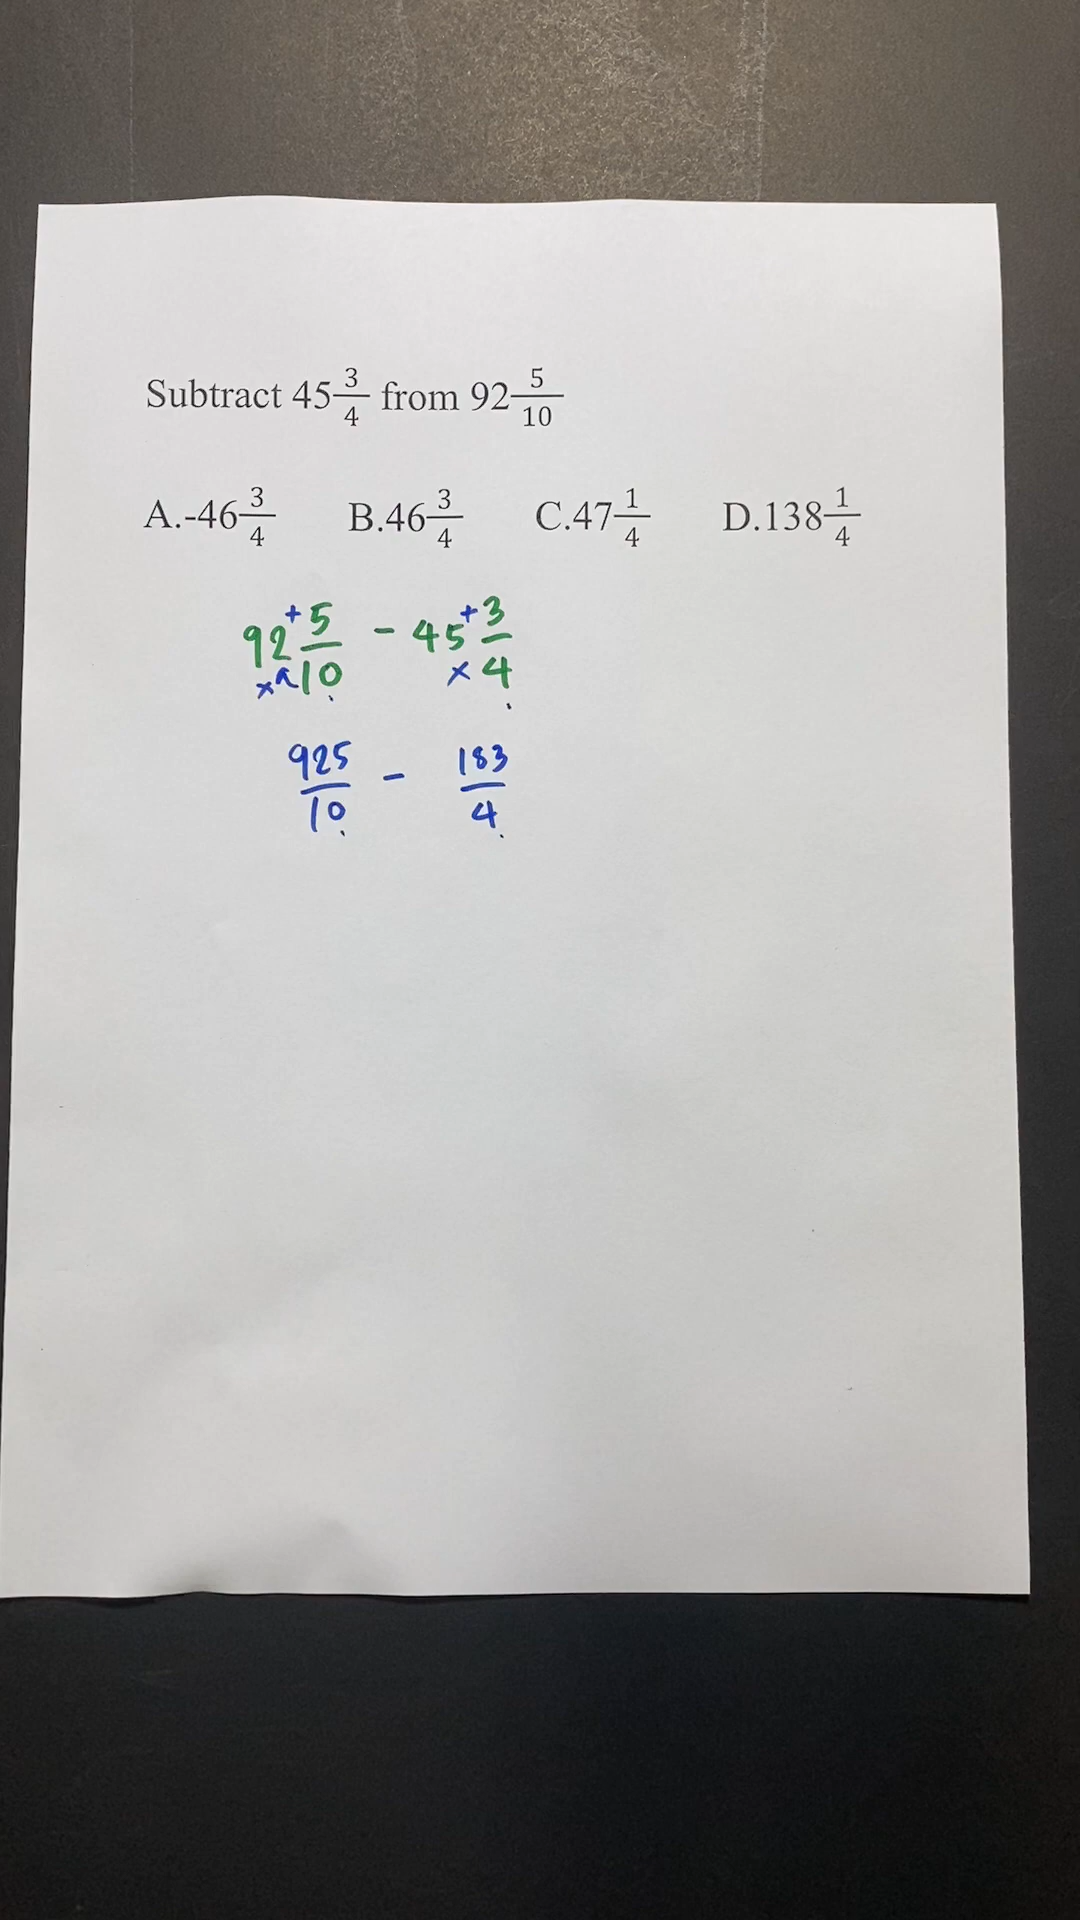 Subtract 45 3/4 from 92 5/10
A.-46 3/4 B.46 3/4 C.47 1/4 D.138 1/4
92 + 5/10 - 45 + 3/4
× ×
925/10 - 183/4